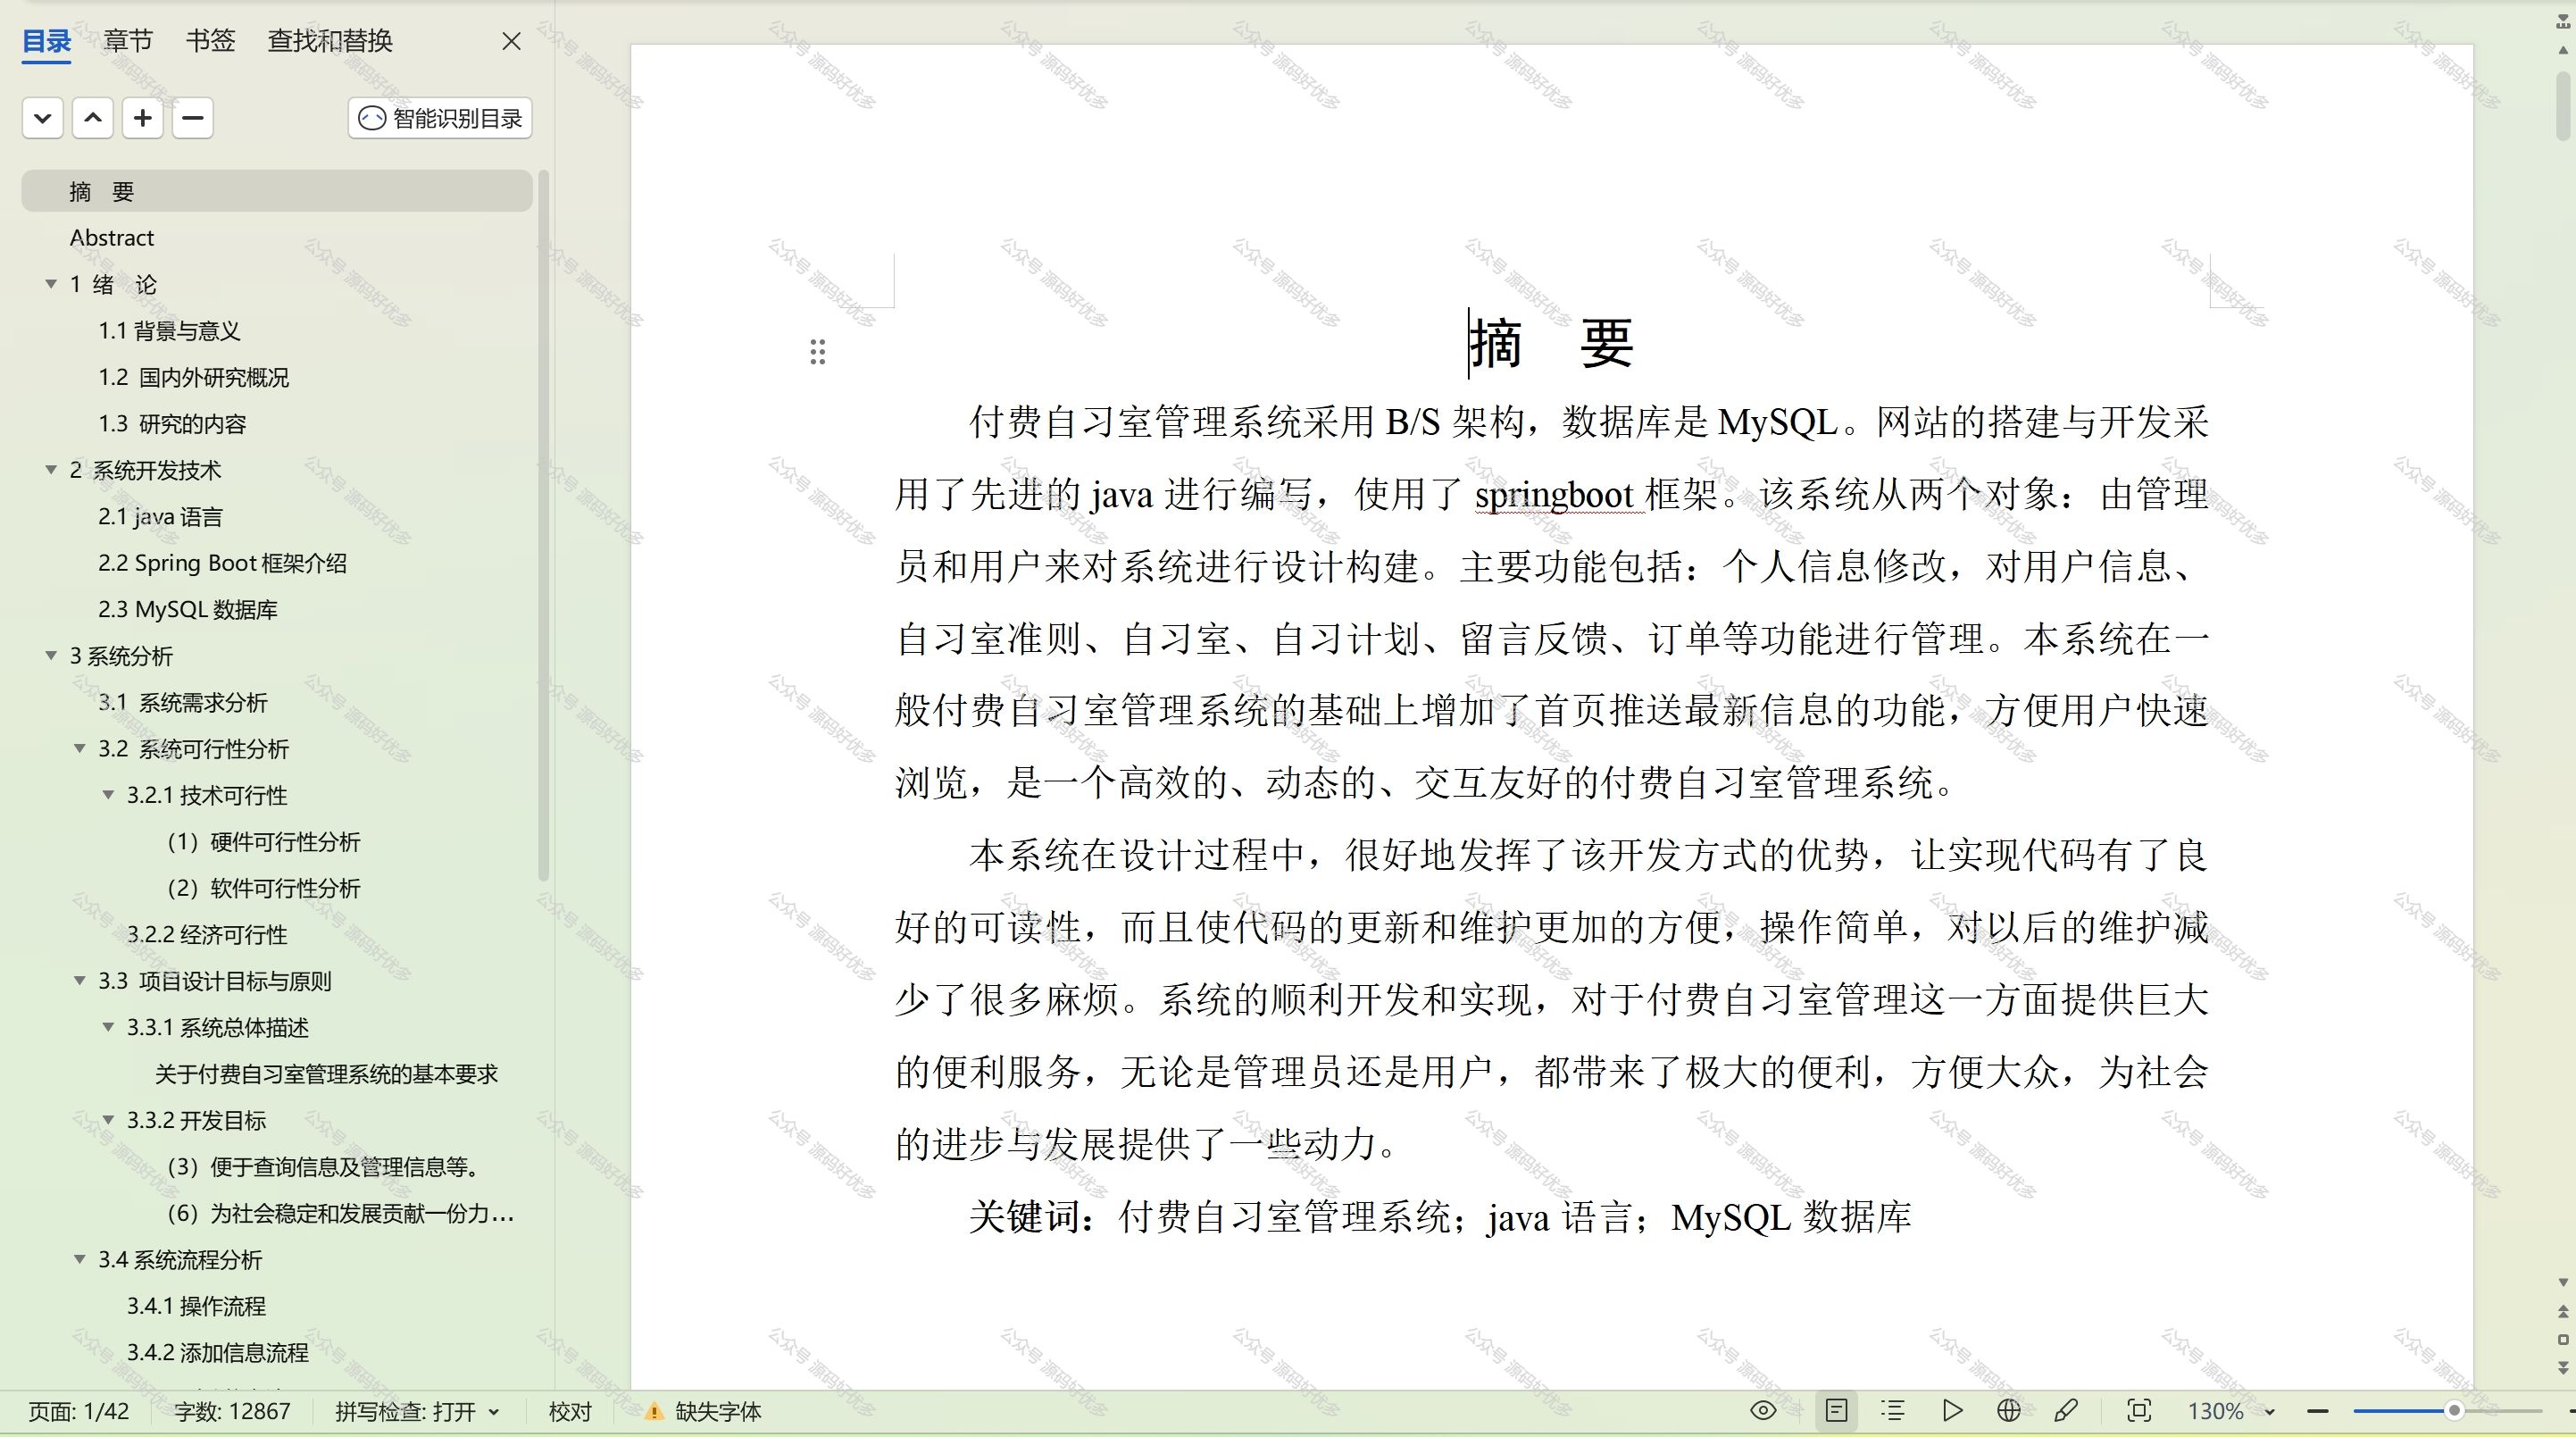 目录 章节 书签 查找和替换
智能识别目录
摘 要
Abstract
1 绪 论
1.1 背景与意义
1.2 国内外研究概况
1.3 研究的内容
2 系统开发技术
2.1 java 语言
2.2 Spring Boot 框架介绍
2.3 MySQL 数据库
3 系统分析
3.1 系统需求分析
3.2 系统可行性分析
3.2.1 技术可行性
（1）硬件可行性分析
（2）软件可行性分析
3.2.2 经济可行性
3.3 项目设计目标与原则
3.3.1 系统总体描述
关于付费自习室管理系统的基本要求
3.3.2 开发目标
（3）便于查询信息及管理信息等。
（6）为社会稳定和发展贡献一份力...
3.4 系统流程分析
3.4.1 操作流程
3.4.2 添加信息流程
摘 要
付费自习室管理系统采用 B/S 架构，数据库是 MySQL。网站的搭建与开发采
用了先进的 java 进行编写，使用了 springboot 框架。该系统从两个对象：由管理
员和用户来对系统进行设计构建。主要功能包括：个人信息修改，对用户信息、
自习室准则、自习室、自习计划、留言反馈、订单等功能进行管理。本系统在一
般付费自习室管理系统的基础上增加了首页推送最新信息的功能，方便用户快速
浏览，是一个高效的、动态的、交互友好的付费自习室管理系统。
本系统在设计过程中，很好地发挥了该开发方式的优势，让实现代码有了良
好的可读性，而且使代码的更新和维护更加的方便，操作简单，对以后的维护减
少了很多麻烦。系统的顺利开发和实现，对于付费自习室管理这一方面提供巨大
的便利服务，无论是管理员还是用户，都带来了极大的便利，方便大众，为社会
的进步与发展提供了一些动力。
关键词：付费自习室管理系统；java 语言；MySQL 数据库
页面: 1/42 字数: 12867 拼写检查: 打开 校对 缺失字体 130%
公众号 源码好优多